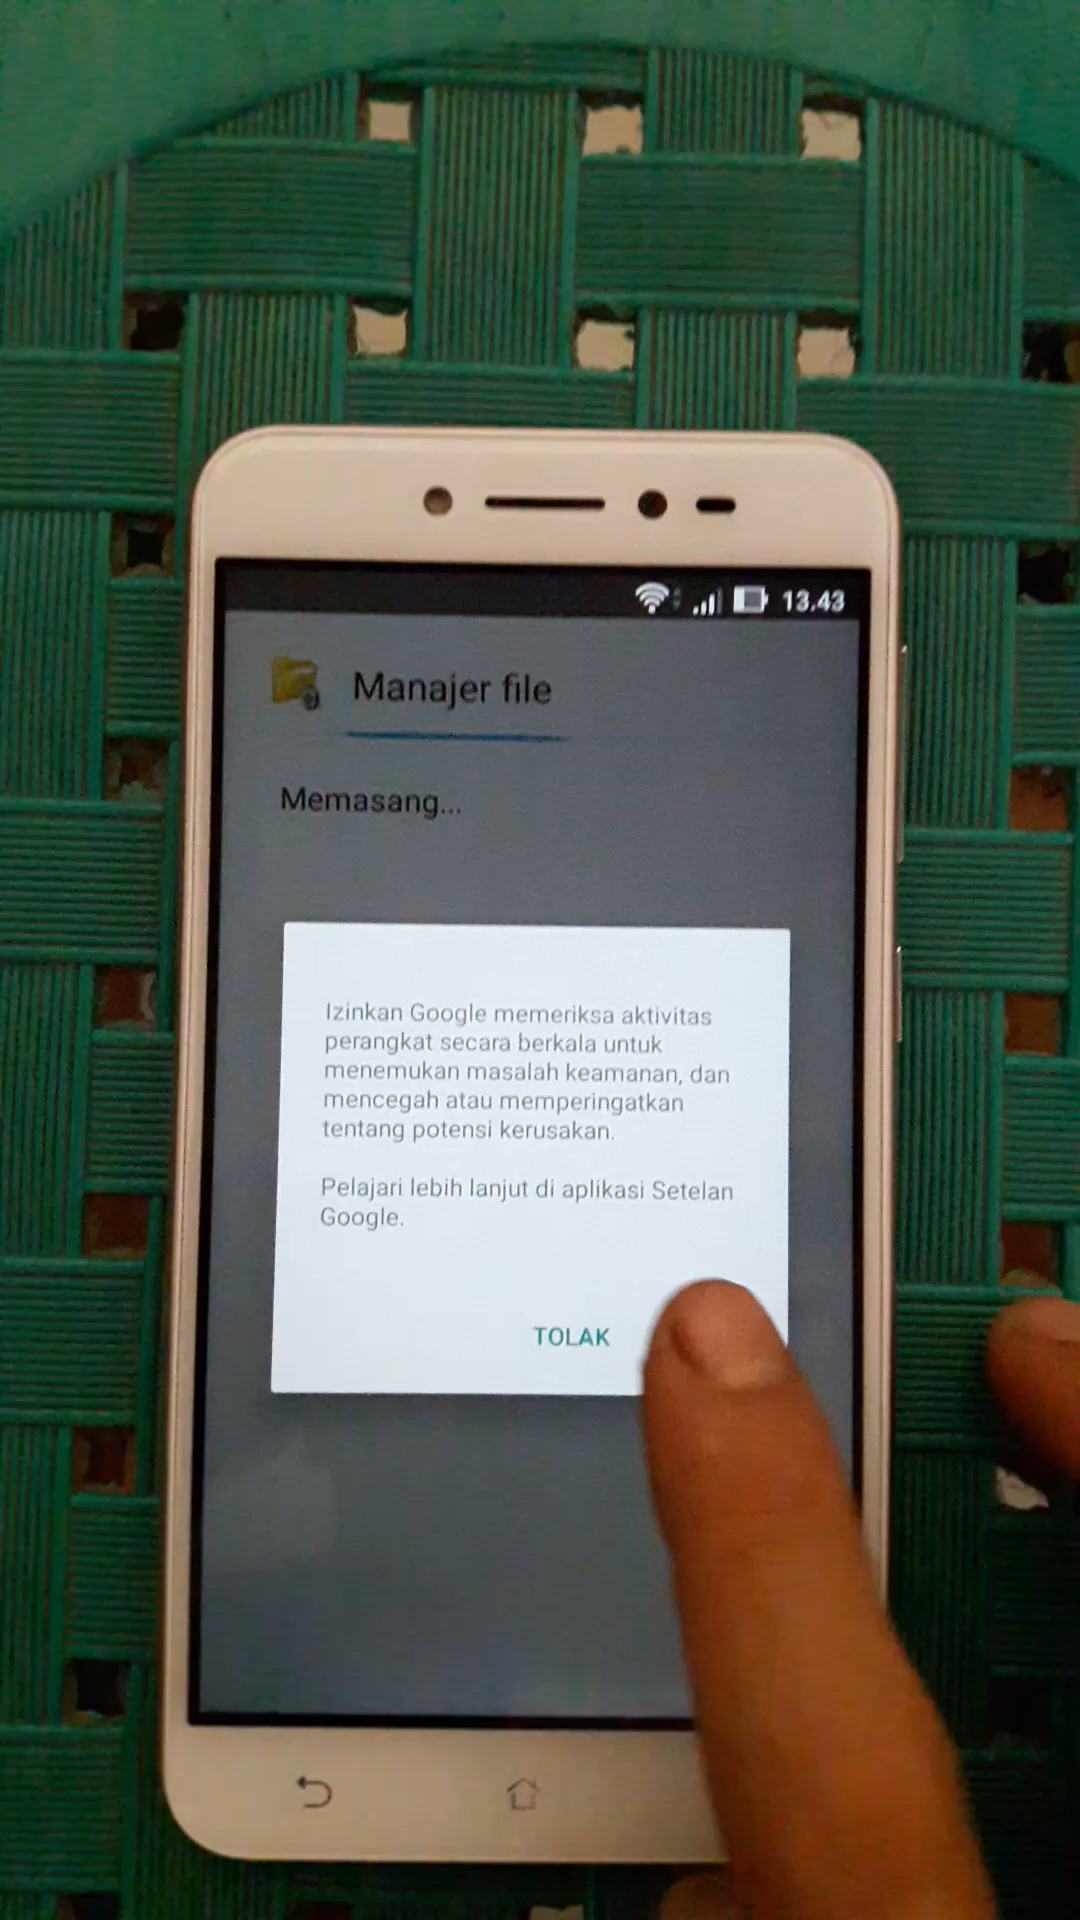 13.43
Manajer file
Memasang...
Izinkan Google memeriksa aktivitas
perangkat secara berkala untuk
menemukan masalah keamanan, dan
mencegah atau memperingatkan
tentang potensi kerusakan.
Pelajari lebih lanjut di aplikasi Setelan
Google.
TOLAK